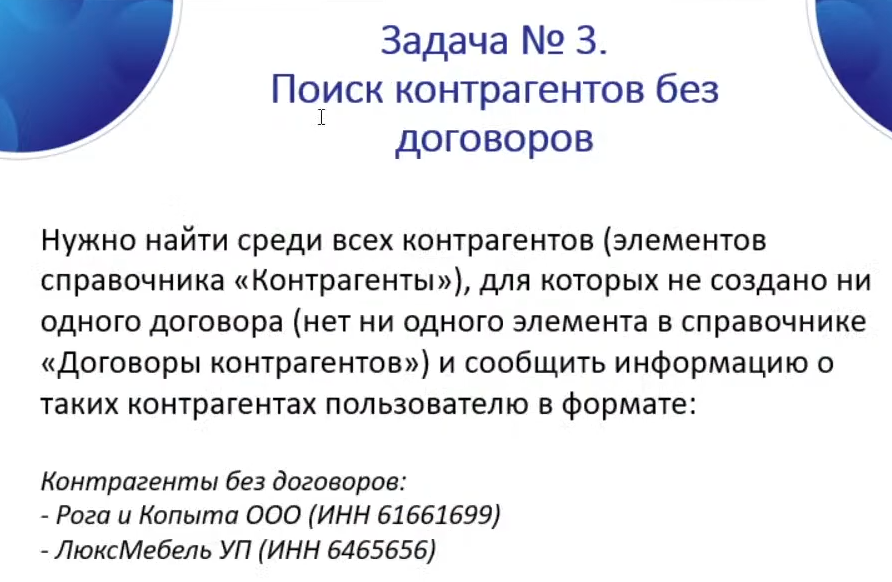 Задача № 3.
Поиск контрагентов без
договоров
Нужно найти среди всех контрагентов (элементов
справочника «Контрагенты»), для которых не создано ни
одного договора (нет ни одного элемента в справочнике
«Договоры контрагентов») и сообщить информацию о
таких контрагентах пользователю в формате:
Контрагенты без договоров:
- Рога и Копыта ООО (ИНН 61661699)
- ЛюксМебель УП (ИНН 6465656)